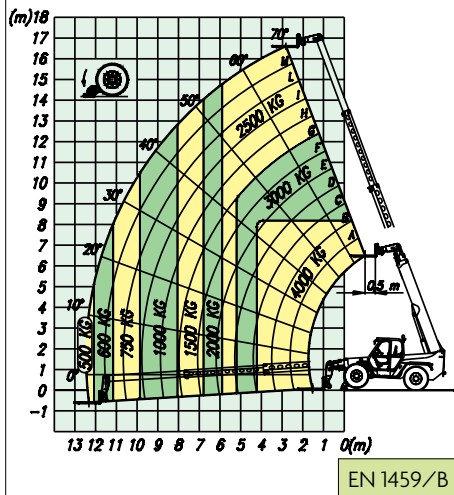 (m)18
17
16
15
14
13
12
11
10
9
8
7
6
5
4
3
2
1
0
-1
70°
60°
50°
40°
30°
20°
10°
0°
M
L
I
H
G
F
E
D
C
B
A
2500 KG
3000 KG
4000 KG
500 KG
600 KG
750 KG
1000 KG
1500 KG
2000 KG
0,5 m
13 12 11 10 9 8 7 6 5 4 3 2 1 0(m)
EN 1459/B